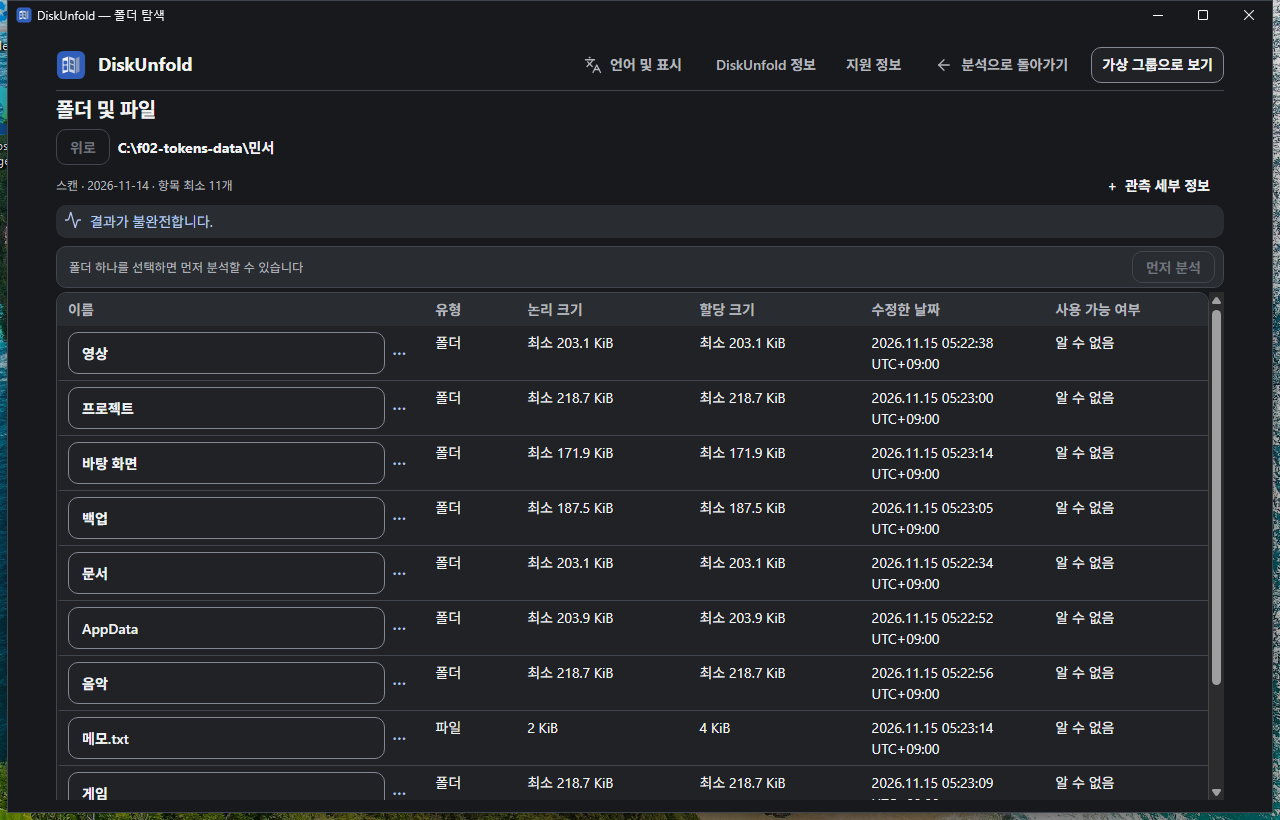 DiskUnfold — 폴더 탐색
DiskUnfold
언어 및 표시
DiskUnfold 정보
지원 정보
← 분석으로 돌아가기
가상 그룹으로 보기
폴더 및 파일
위로
C:\f02-tokens-data\민서
스캔 · 2026-11-14 · 항목 최소 11개
+ 관측 세부 정보
결과가 불완전합니다.
폴더 하나를 선택하면 먼저 분석할 수 있습니다
먼저 분석
이름 유형 논리 크기 할당 크기 수정한 날짜 사용 가능 여부
영상 ... 폴더 최소 203.1 KiB 최소 203.1 KiB 2026.11.15 05:22:38 알 수 없음
UTC+09:00
프로젝트 ... 폴더 최소 218.7 KiB 최소 218.7 KiB 2026.11.15 05:23:00 알 수 없음
UTC+09:00
바탕 화면 ... 폴더 최소 171.9 KiB 최소 171.9 KiB 2026.11.15 05:23:14 알 수 없음
UTC+09:00
백업 ... 폴더 최소 187.5 KiB 최소 187.5 KiB 2026.11.15 05:23:05 알 수 없음
UTC+09:00
문서 ... 폴더 최소 203.1 KiB 최소 203.1 KiB 2026.11.15 05:22:34 알 수 없음
UTC+09:00
AppData ... 폴더 최소 203.9 KiB 최소 203.9 KiB 2026.11.15 05:22:52 알 수 없음
UTC+09:00
음악 ... 폴더 최소 218.7 KiB 최소 218.7 KiB 2026.11.15 05:22:56 알 수 없음
UTC+09:00
메모.txt ... 파일 2 KiB 4 KiB 2026.11.15 05:23:14 알 수 없음
UTC+09:00
게임 ... 폴더 최소 218.7 KiB 최소 218.7 KiB 2026.11.15 05:23:09 알 수 없음